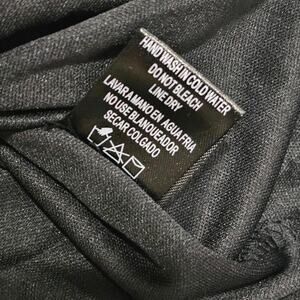 HAND WASH IN COLD WATER
DO NOT BLEACH
LINE DRY
LAVAR A MANO EN AGUA FRIA
NO USE BLANQUEADOR
SECAR COLGADO